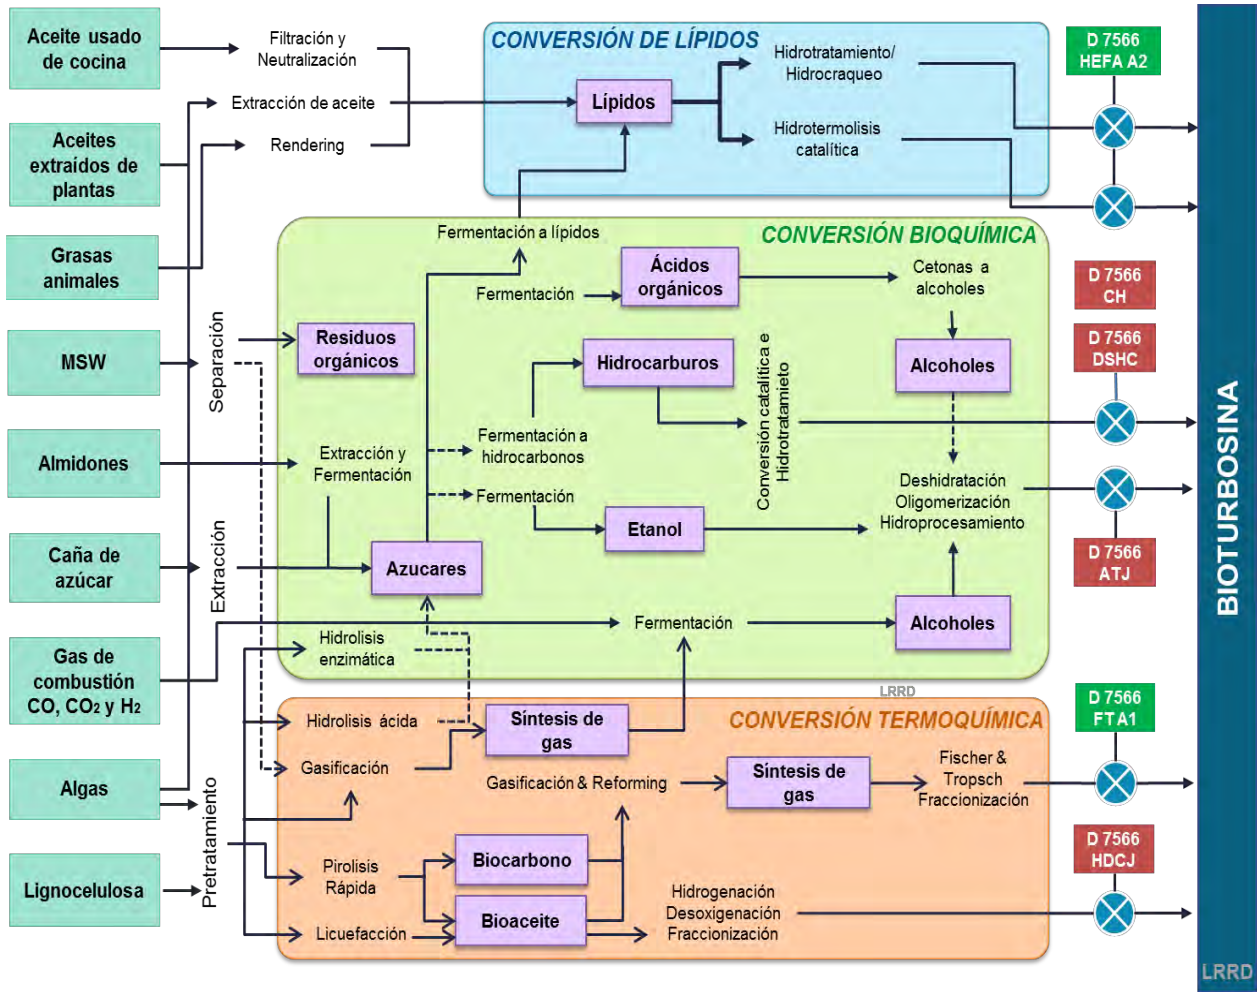 Aceite usado
de cocina
Aceites
extraídos de
plantas
Grasas
animales
MSW
Almidones
Caña de
azúcar
Gas de
combustión
CO, CO2 y H2
Algas
Lignocelulosa
Filtración y
Neutralización
Extracción de aceite
Rendering
Separación
Extracción
Pretratamiento
CONVERSIÓN DE LÍPIDOS
Lípidos
Hidrotratamiento/
Hidrocraqueo
Hidrotermolisis
catalítica
CONVERSIÓN BIOQUÍMICA
Fermentación a lípidos
Fermentación
Ácidos
orgánicos
Cetonas a
alcoholes
Residuos
orgánicos
Hidrocarburos
Alcoholes
Conversión catalítica e
Hidrotratamieto
Extracción y
Fermentación
Fermentación a
hidrocarbonos
Fermentación
Deshidratación
Oligomerización
Hidroprocesamiento
Etanol
Azucares
Fermentación
Alcoholes
Hidrolisis
enzimática
LRRD
CONVERSIÓN TERMOQUÍMICA
Hidrolisis ácida
Síntesis de
gas
Gasificación
Gasificación & Reforming
Síntesis de
gas
Fischer &
Tropsch
Fraccionización
Pirolísis
Rápida
Biocarbono
Bioaceite
Licuefacción
Hidrogenación
Desoxigenación
Fraccionización
D 7566
HEFA A2
D 7566
CH
D 7566
DSHC
D 7566
ATJ
D 7566
FT A1
D 7566
HDCJ
BIOTURBOSINA
LRRD